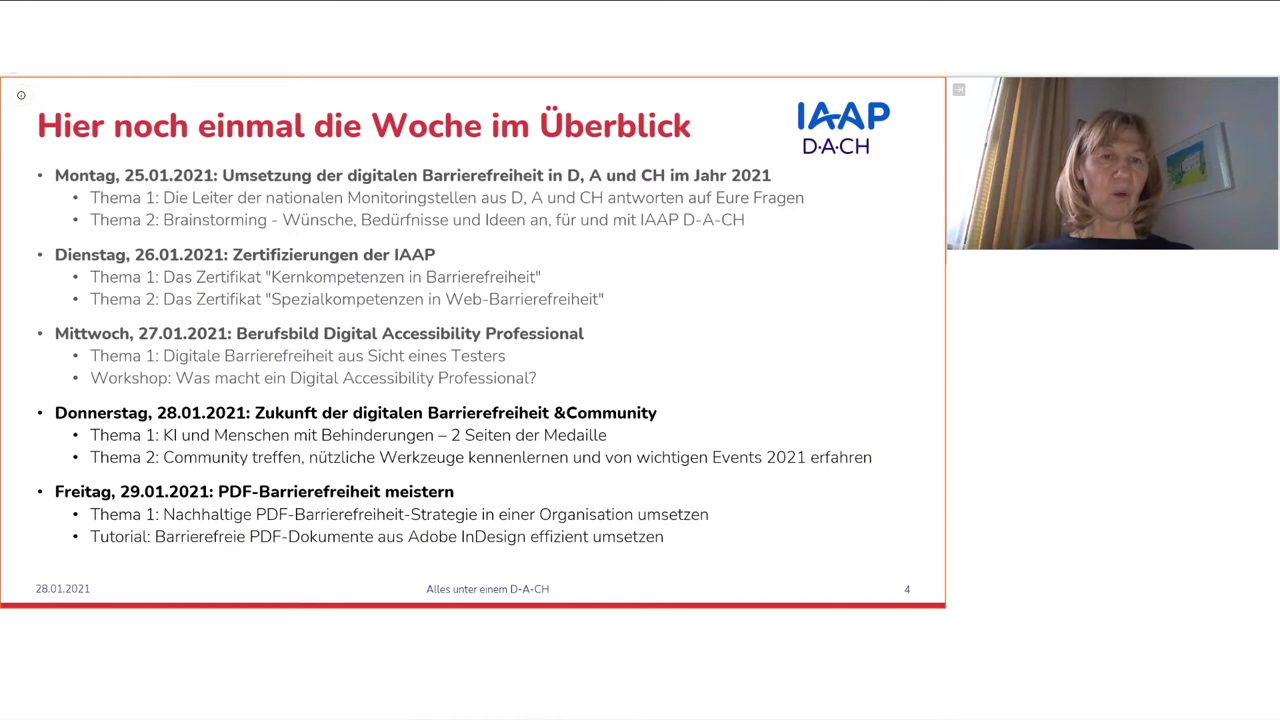 Hier noch einmal die Woche im Überblick
IAAP
D·A·CH
• Montag, 25.01.2021: Umsetzung der digitalen Barrierefreiheit in D, A und CH im Jahr 2021
• Thema 1: Die Leiter der nationalen Monitoringstellen aus D, A und CH antworten auf Eure Fragen
• Thema 2: Brainstorming - Wünsche, Bedürfnisse und Ideen an, für und mit IAAP D-A-CH
• Dienstag, 26.01.2021: Zertifizierungen der IAAP
• Thema 1: Das Zertifikat "Kernkompetenzen in Barrierefreiheit"
• Thema 2: Das Zertifikat "Spezialkompetenzen in Web-Barrierefreiheit"
• Mittwoch, 27.01.2021: Berufsbild Digital Accessibility Professional
• Thema 1: Digitale Barrierefreiheit aus Sicht eines Testers
• Workshop: Was macht ein Digital Accessibility Professional?
• Donnerstag, 28.01.2021: Zukunft der digitalen Barrierefreiheit &Community
• Thema 1: KI und Menschen mit Behinderungen – 2 Seiten der Medaille
• Thema 2: Community treffen, nützliche Werkzeuge kennenlernen und von wichtigen Events 2021 erfahren
• Freitag, 29.01.2021: PDF-Barrierefreiheit meistern
• Thema 1: Nachhaltige PDF-Barrierefreiheit-Strategie in einer Organisation umsetzen
• Tutorial: Barrierefreie PDF-Dokumente aus Adobe InDesign effizient umsetzen
28.01.2021
Alles unter einem D-A-CH
4